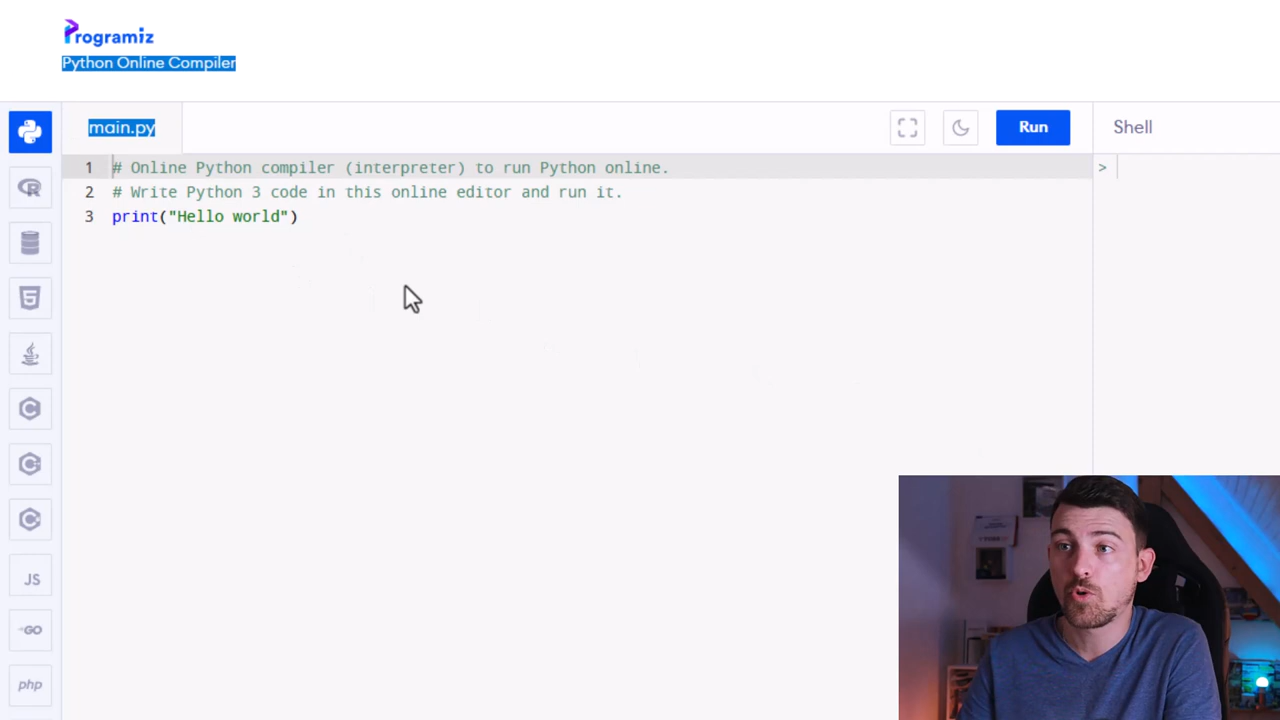 Programiz
Python Online Compiler
main.py
Run
Shell
1 # Online Python compiler (interpreter) to run Python online.
>
2 # Write Python 3 code in this online editor and run it.
3 print("Hello world")
R
5
C
C
C
JS
GO
php